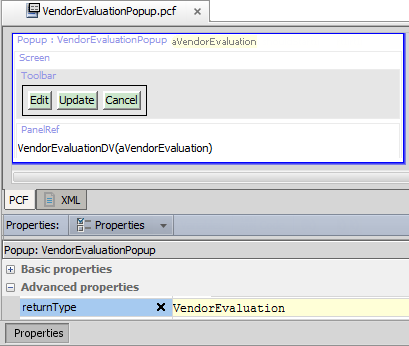 VendorEvaluationPopup.pcf ×
Popup : VendorEvaluationPopup aVendorEvaluation
Screen
Toolbar
Edit Update Cancel
PanelRef
VendorEvaluationDV(aVendorEvaluation)
PCF XML
Properties: Properties
Popup: VendorEvaluationPopup
Basic properties
Advanced properties
returnType VendorEvaluation
Properties